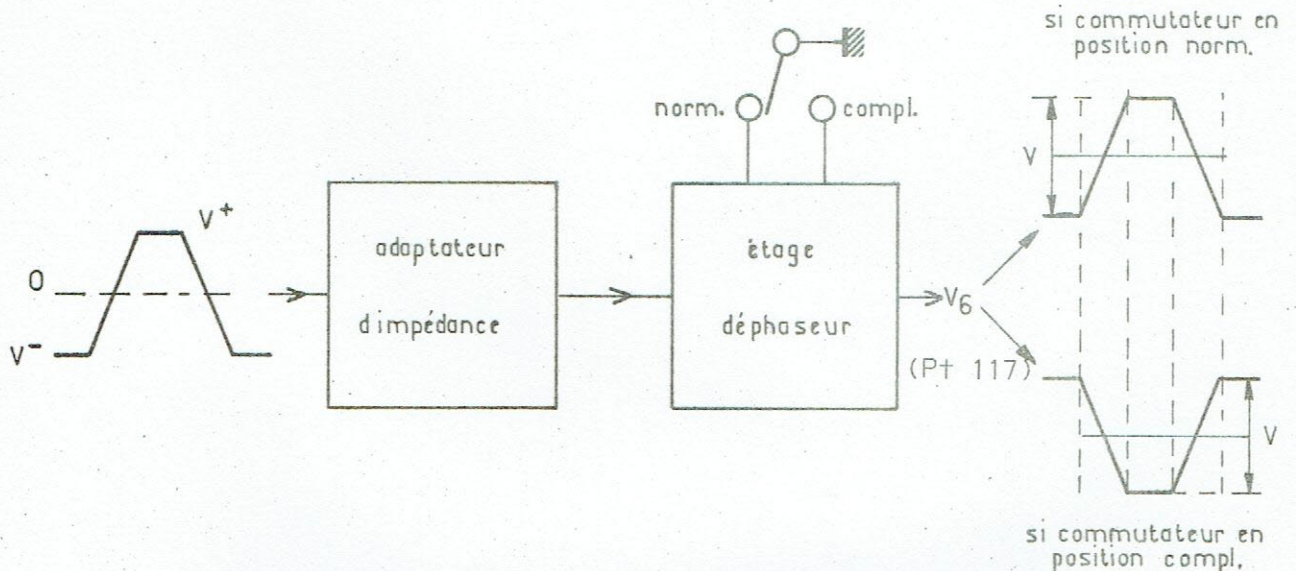 si commutateur en
position norm.
norm.
compl.
V
V+
O
V-
adaptateur
d impédance
étage
déphaseur
V6
(Pt 117)
V
si commutateur en
position compl.